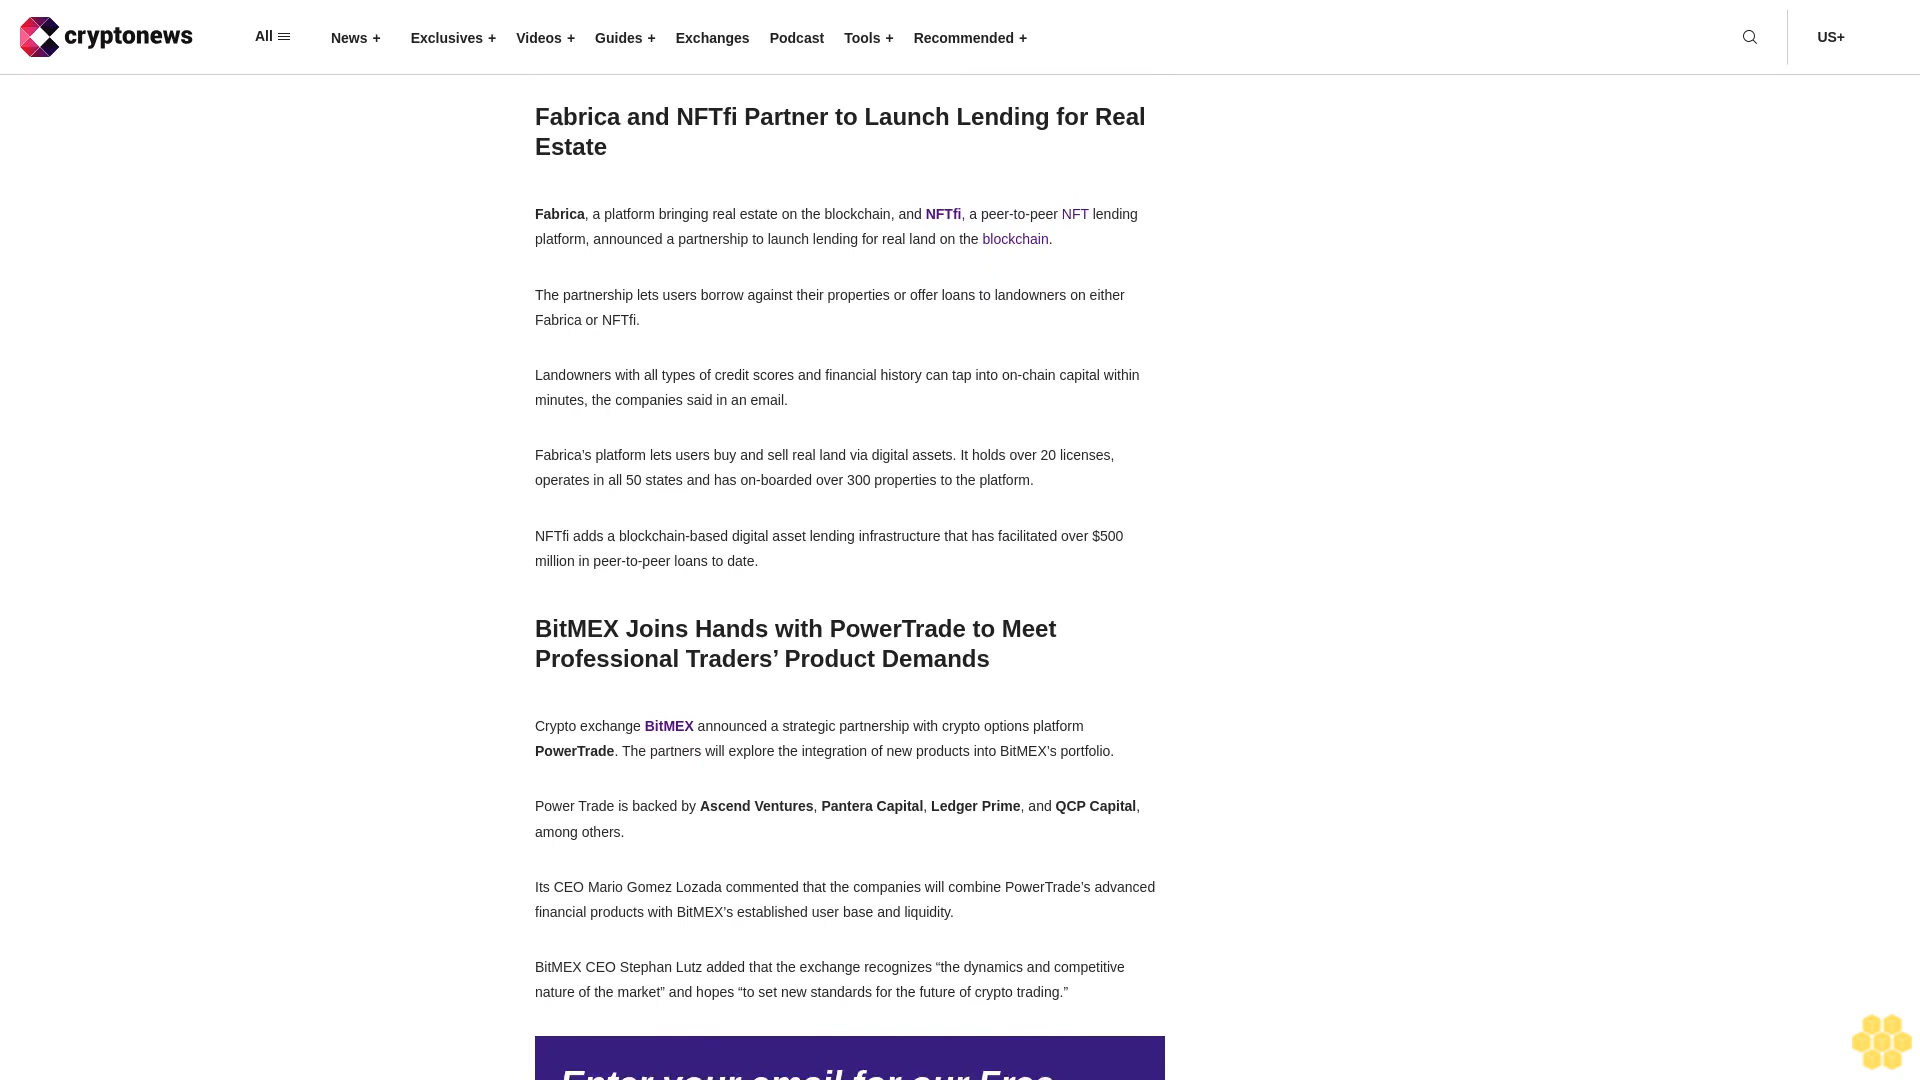 cryptonews
All
News +
Exclusives +
Videos +
Guides +
Exchanges
Podcast
Tools +
Recommended +
US+
Fabrica and NFTfi Partner to Launch Lending for Real
Estate
Fabrica, a platform bringing real estate on the blockchain, and NFTfi, a peer-to-peer NFT lending
platform, announced a partnership to launch lending for real land on the blockchain.
The partnership lets users borrow against their properties or offer loans to landowners on either
Fabrica or NFTfi.
Landowners with all types of credit scores and financial history can tap into on-chain capital within
minutes, the companies said in an email.
Fabrica’s platform lets users buy and sell real land via digital assets. It holds over 20 licenses,
operates in all 50 states and has on-boarded over 300 properties to the platform.
NFTfi adds a blockchain-based digital asset lending infrastructure that has facilitated over $500
million in peer-to-peer loans to date.
BitMEX Joins Hands with PowerTrade to Meet
Professional Traders’ Product Demands
Crypto exchange BitMEX announced a strategic partnership with crypto options platform
PowerTrade. The partners will explore the integration of new products into BitMEX’s portfolio.
Power Trade is backed by Ascend Ventures, Pantera Capital, Ledger Prime, and QCP Capital,
among others.
Its CEO Mario Gomez Lozada commented that the companies will combine PowerTrade’s advanced
financial products with BitMEX’s established user base and liquidity.
BitMEX CEO Stephan Lutz added that the exchange recognizes “the dynamics and competitive
nature of the market” and hopes “to set new standards for the future of crypto trading.”
Enter your email for our Free